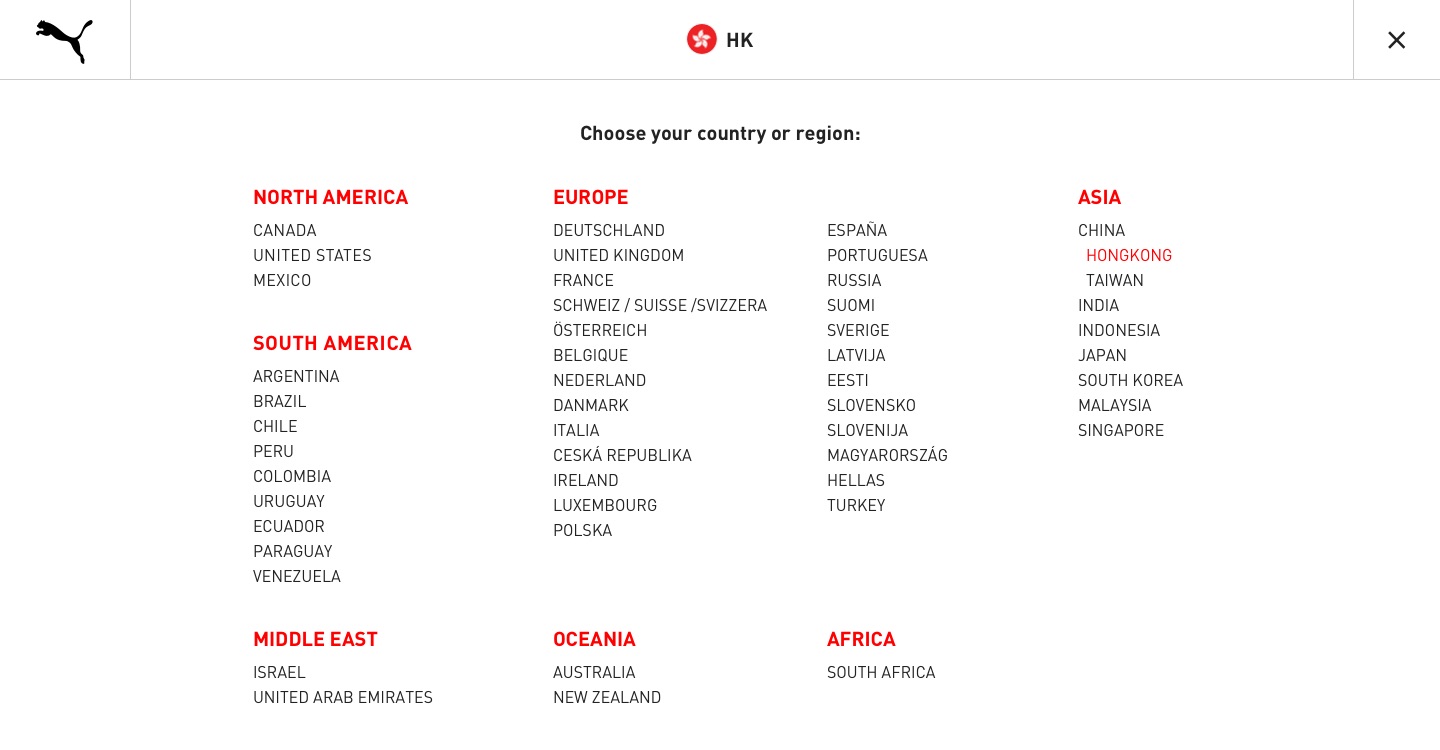 HK
Choose your country or region:
NORTH AMERICA
CANADA
UNITED STATES
MEXICO
SOUTH AMERICA
ARGENTINA
BRAZIL
CHILE
PERU
COLOMBIA
URUGUAY
ECUADOR
PARAGUAY
VENEZUELA
EUROPE
DEUTSCHLAND
UNITED KINGDOM
FRANCE
SCHWEIZ / SUISSE /SVIZZERA
ÖSTERREICH
BELGIQUE
NEDERLAND
DANMARK
ITALIA
CESKÁ REPUBLIKA
IRELAND
LUXEMBOURG
POLSKA
ESPAÑA
PORTUGUESA
RUSSIA
SUOMI
SVERIGE
LATVIJA
EESTI
SLOVENSKO
SLOVENIJA
MAGYARORSZÁG
HELLAS
TURKEY
ASIA
CHINA
HONGKONG
TAIWAN
INDIA
INDONESIA
JAPAN
SOUTH KOREA
MALAYSIA
SINGAPORE
MIDDLE EAST
ISRAEL
UNITED ARAB EMIRATES
OCEANIA
AUSTRALIA
NEW ZEALAND
AFRICA
SOUTH AFRICA